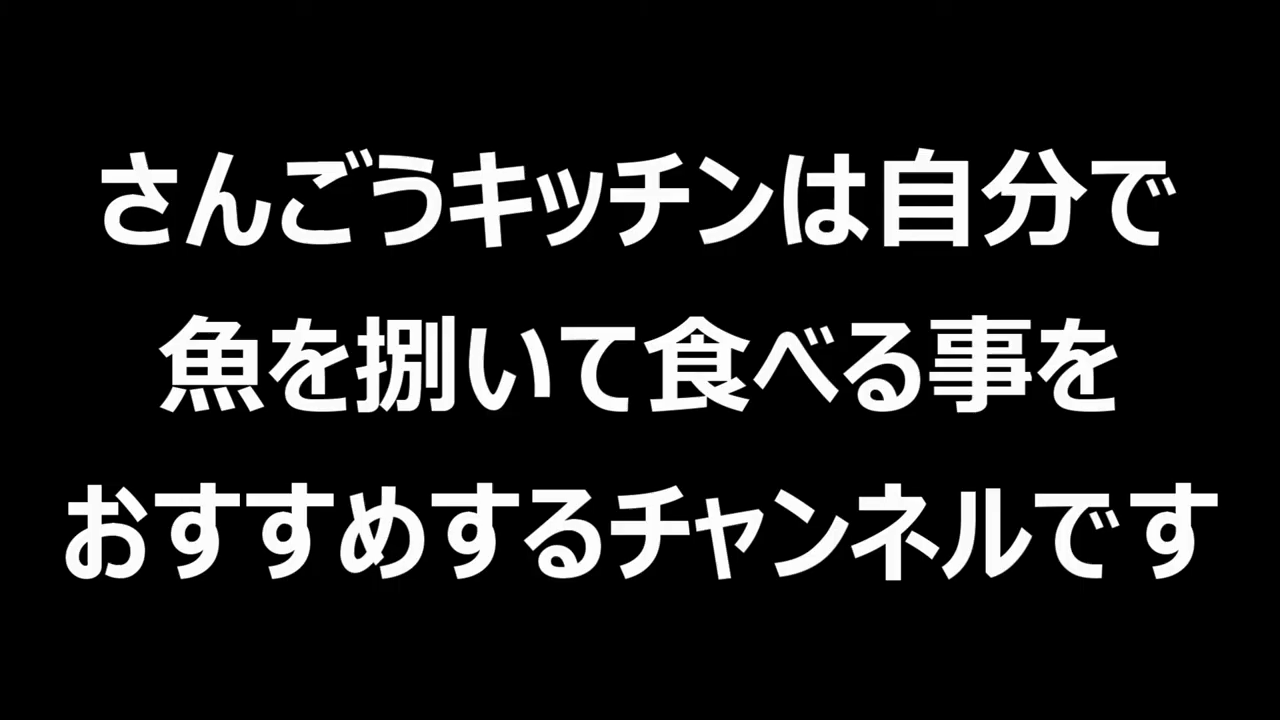 さんごうキッチンは自分で
魚を捌いて食べる事を
おすすめするチャンネルです